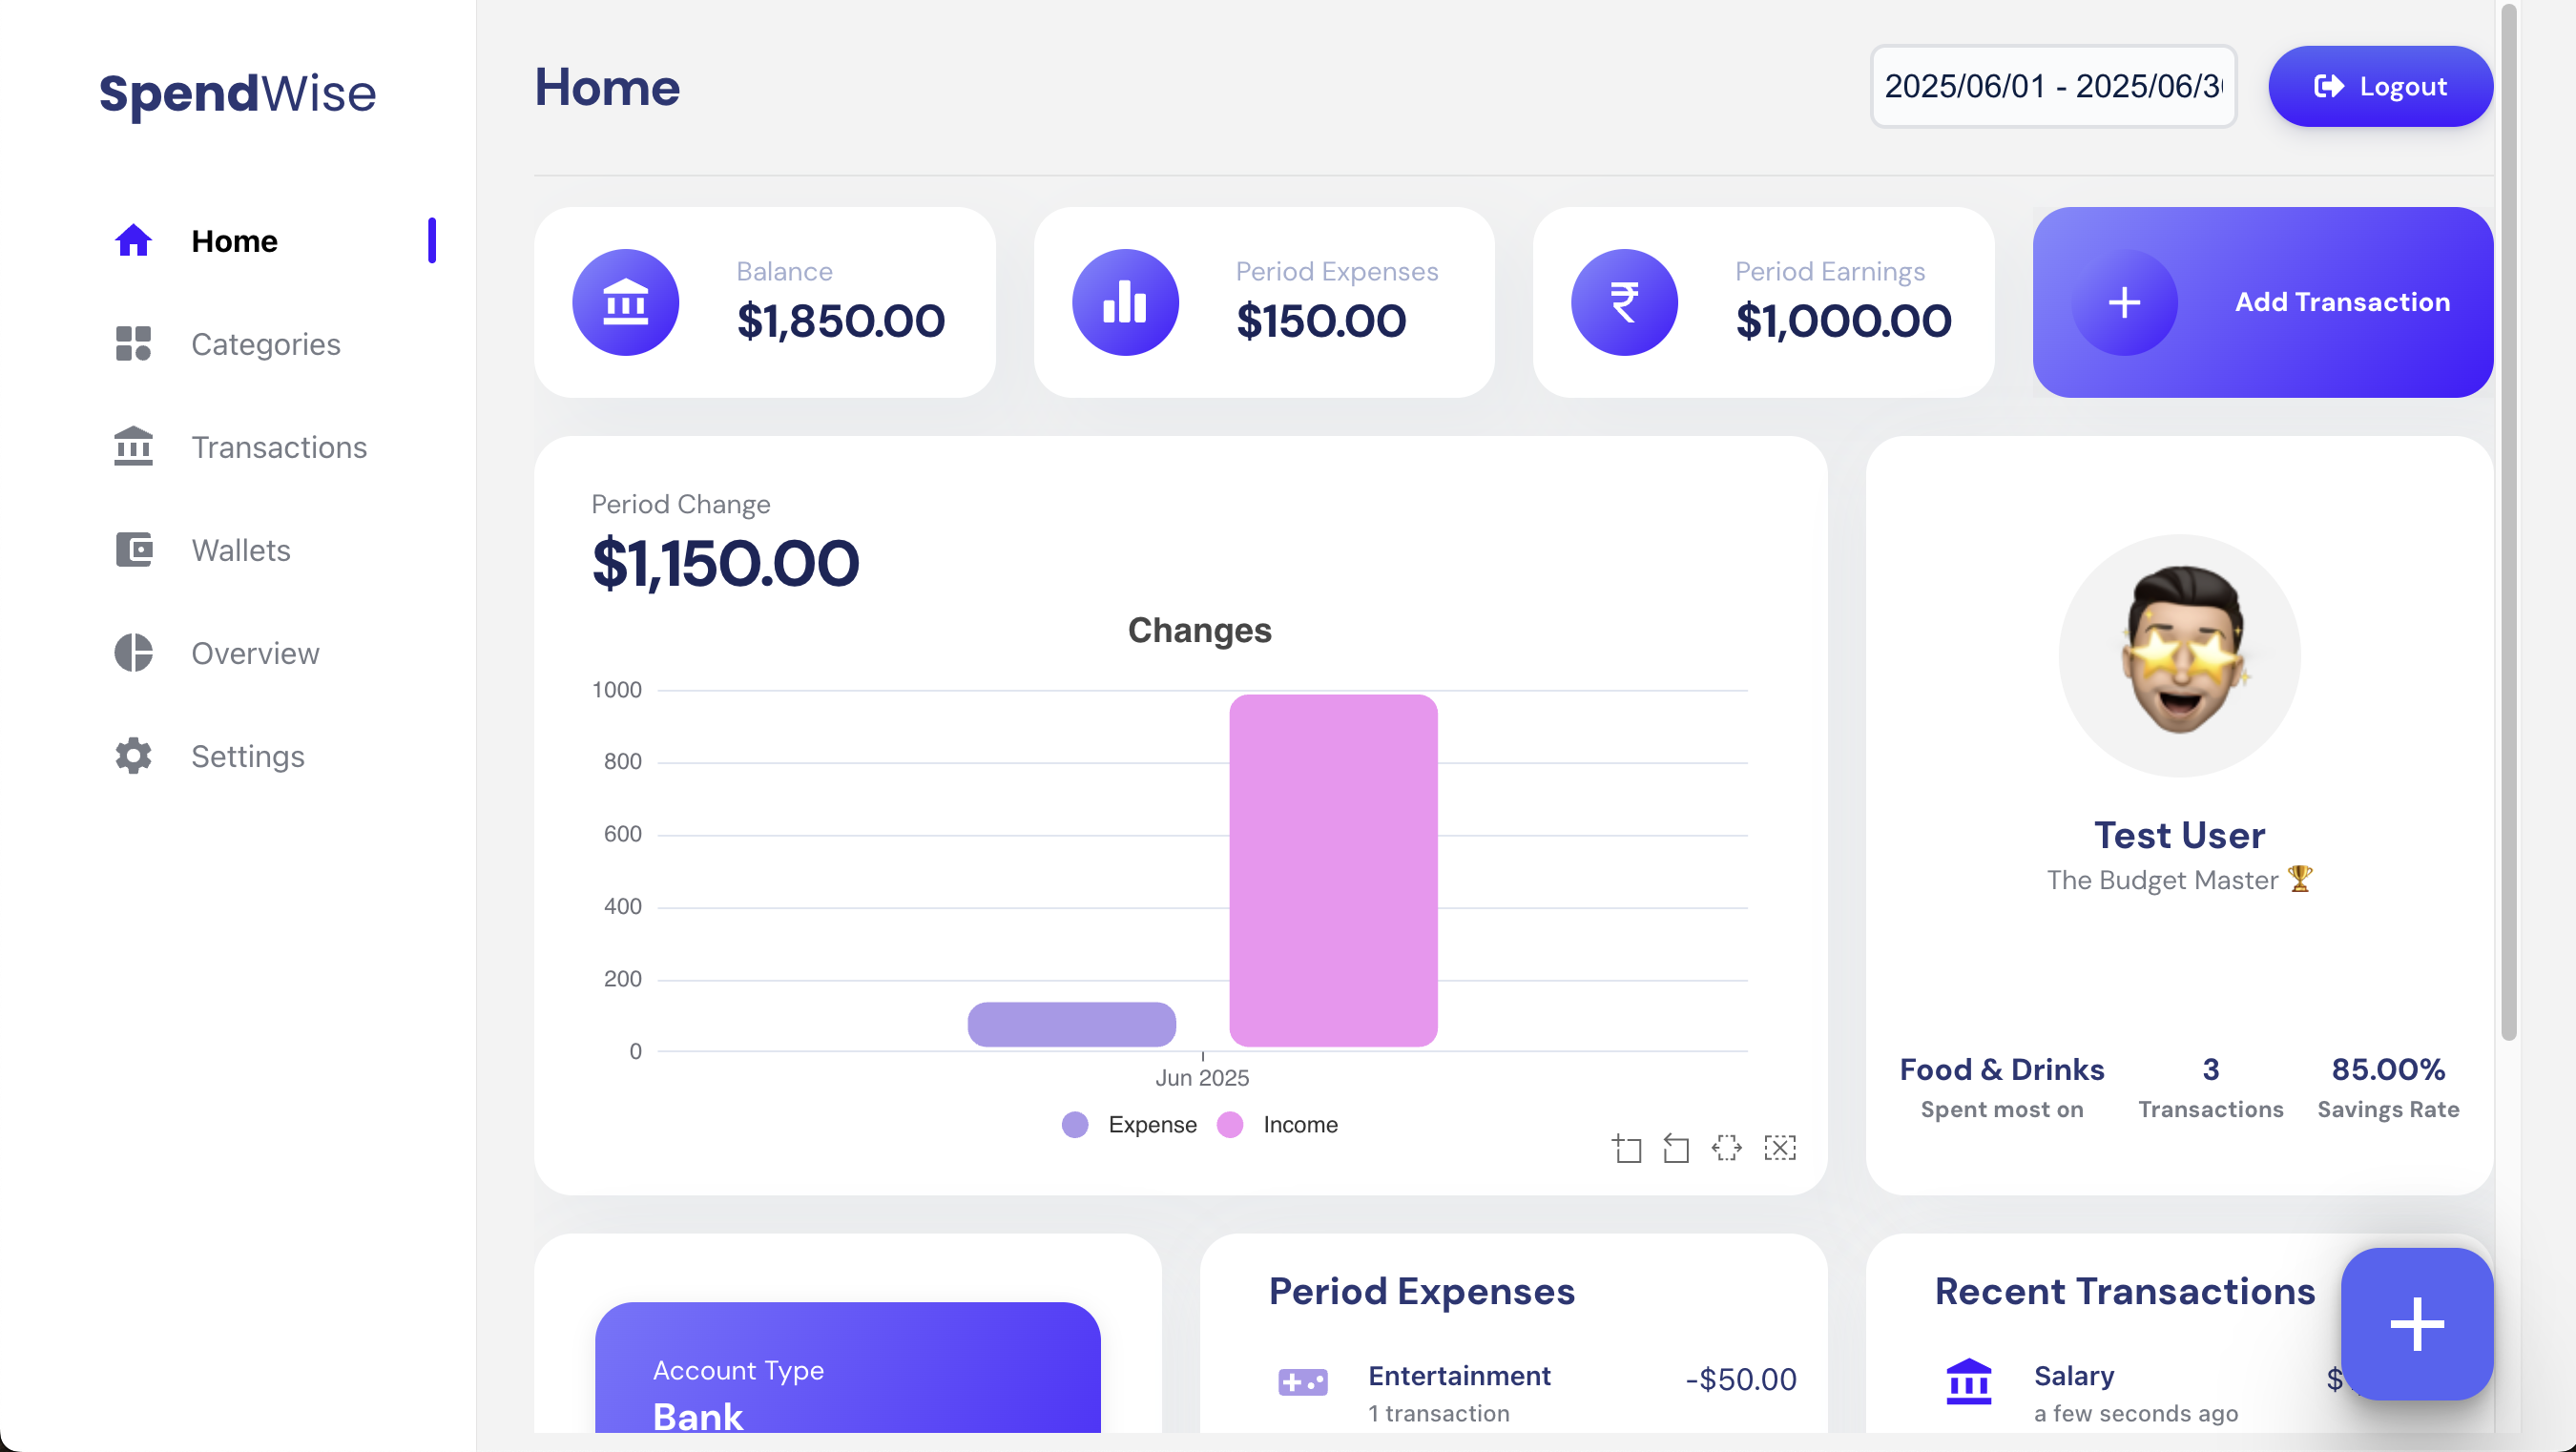 SpendWise
Home
Categories
Transactions
Wallets
Overview
Settings
Home
2025/06/01 - 2025/06/3
Logout
Balance
$1,850.00
Period Expenses
$150.00
₹
Period Earnings
$1,000.00
Add Transaction
Period Change
$1,150.00
Changes
1000
800
600
400
200
0
Jun 2025
Expense
Income
Test User
The Budget Master 🏆
Food & Drinks
Spent most on
3
Transactions
85.00%
Savings Rate
Account Type
Bank
Period Expenses
Entertainment
-$50.00
1 transaction
Recent Transactions
Salary
$
a few seconds ago